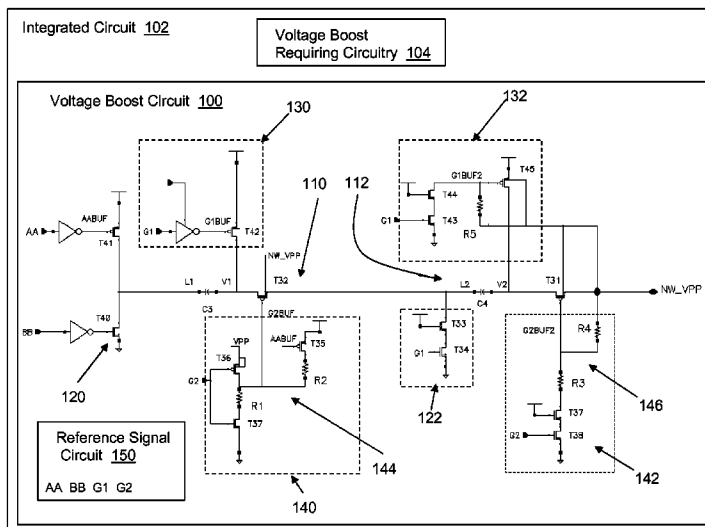 Integrated Circuit 102
Voltage Boost
Requiring Circuitry 104
Voltage Boost Circuit 100
130
132
110
112
AA
AABUF
T41
G1
G1BUF
T42
G1BUF2
T45
T44
G1
T43
R5
NW_VPP
L1
C3
V1
T32
L2
C4
V2
T31
NW_VPP
BB
T40
120
G2BUF
VPP
AABUF
T35
T36
G2
R1
R2
T37
144
140
T33
G1
T34
122
G2BUF2
R4
R3
T37
G2
T38
146
142
Reference Signal
Circuit 150
AA BB G1 G2